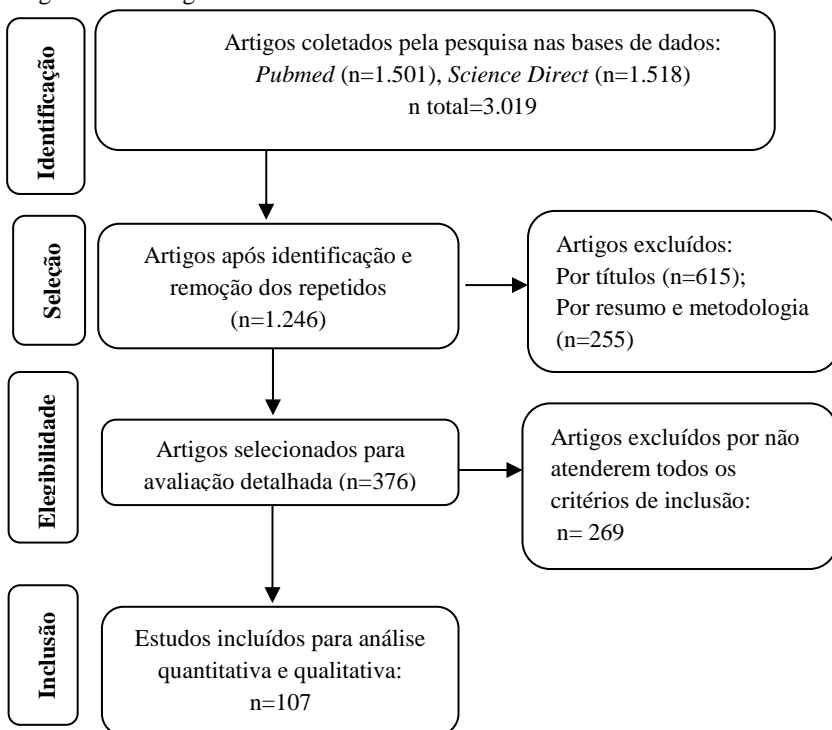 Identificação
Artigos coletados pela pesquisa nas bases de dados:
Pubmed (n=1.501), Science Direct (n=1.518)
n total=3.019
Seleção
Artigos após identificação e
remoção dos repetidos
(n=1.246)
Artigos excluídos:
Por títulos (n=615);
Por resumo e metodologia
(n=255)
Elegibilidade
Artigos selecionados para
avaliação detalhada (n=376)
Artigos excluídos por não
atenderem todos os
critérios de inclusão:
n= 269
Inclusão
Estudos incluídos para análise
quantitativa e qualitativa:
n=107